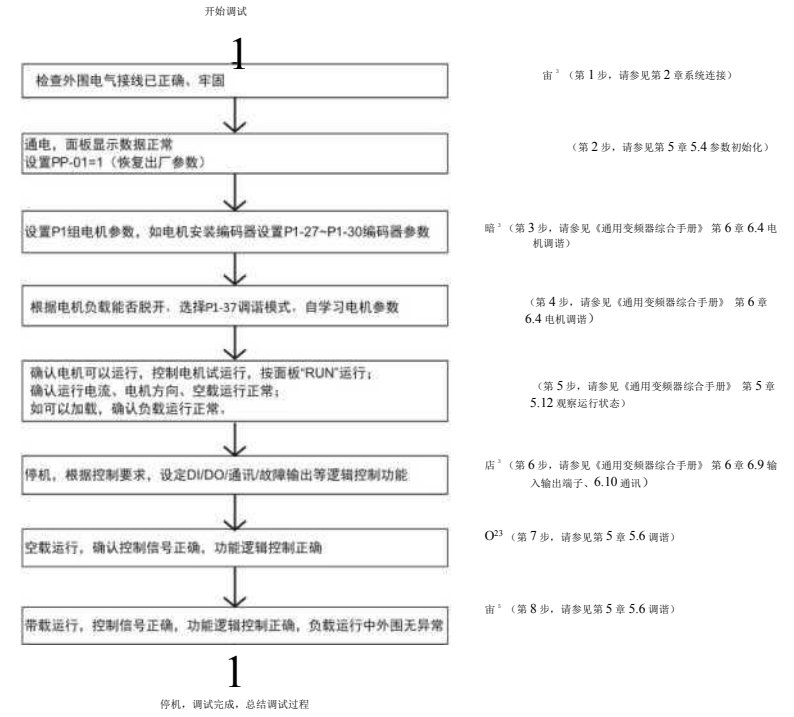 开始调试
1
检查外围电气接线已正确、牢固
宙³（第 1 步，请参见第 2 章系统连接）
通电，面板显示数据正常
设置PP-01=1（恢复出厂参数）
（第 2 步，请参见第 5 章 5.4 参数初始化）
设置P1组电机参数，如电机安装编码器设置P1-27~P1-30编码器参数
暗³（第 3 步，请参见《通用变频器综合手册》 第 6 章 6.4 电
机调谐）
根据电机负载能否脱开，选择P1-37调谐模式，自学习电机参数
（第 4 步，请参见《通用变频器综合手册》 第 6 章
6.4 电机调谐）
确认电机可以运行，控制电机试运行，按面板“RUN”运行；
确认运行电流、电机方向、空载运行正常；
如可以加载，确认负载运行正常。
（第 5 步，请参见《通用变频器综合手册》 第 5 章
5.12 观察运行状态）
停机，根据控制要求，设定DI/DO/通讯/故障输出等逻辑控制功能
店³（第 6 步，请参见《通用变频器综合手册》 第 6 章 6.9 输
入输出端子、6.10 通讯）
空载运行，确认控制信号正确，功能逻辑控制正确
O²³（第 7 步，请参见第 5 章 5.6 调谐）
带载运行，控制信号正确，功能逻辑控制正确，负载运行中外围无异常
宙³（第 8 步，请参见第 5 章 5.6 调谐）
1
停机，调试完成，总结调试过程